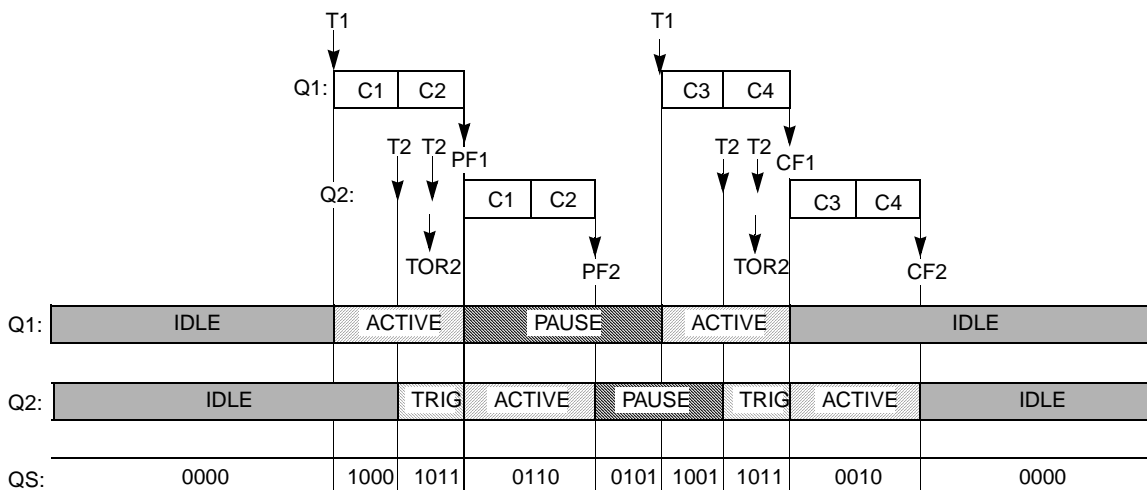 T1 T1
Q1: C1 C2 C3 C4
T2 T2 PF1 T2 T2 CF1
Q2: C1 C2 C3 C4
TOR2 PF2 TOR2 CF2
Q1: IDLE ACTIVE PAUSE ACTIVE IDLE
Q2: IDLE TRIG ACTIVE PAUSE TRIG ACTIVE IDLE
QS: 0000 1000 1011 0110 0101 1001 1011 0010 0000